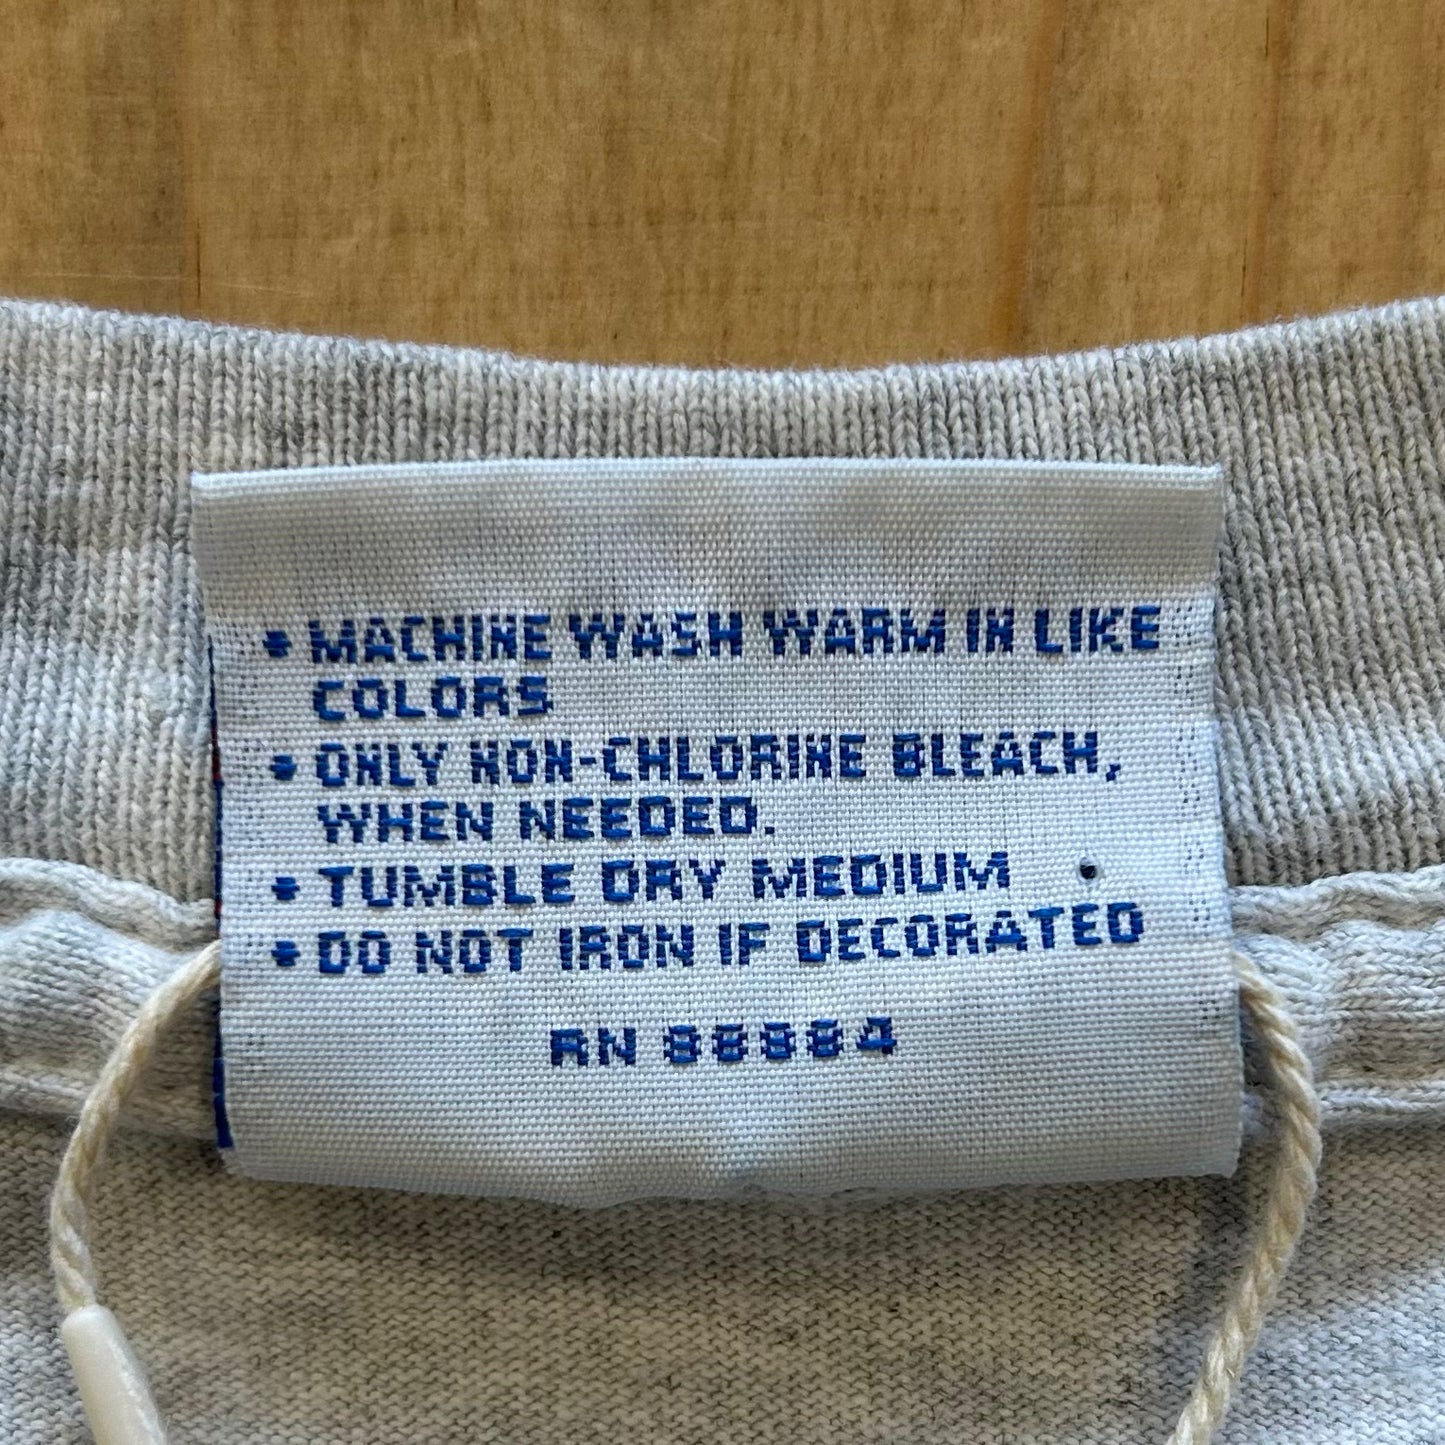 • MACHINE WASH WARM IN LIKE
COLORS
• ONLY NON-CHLORINE BLEACH,
WHEN NEEDED.
• TUMBLE DRY MEDIUM
• DO NOT IRON IF DECORATED
RN